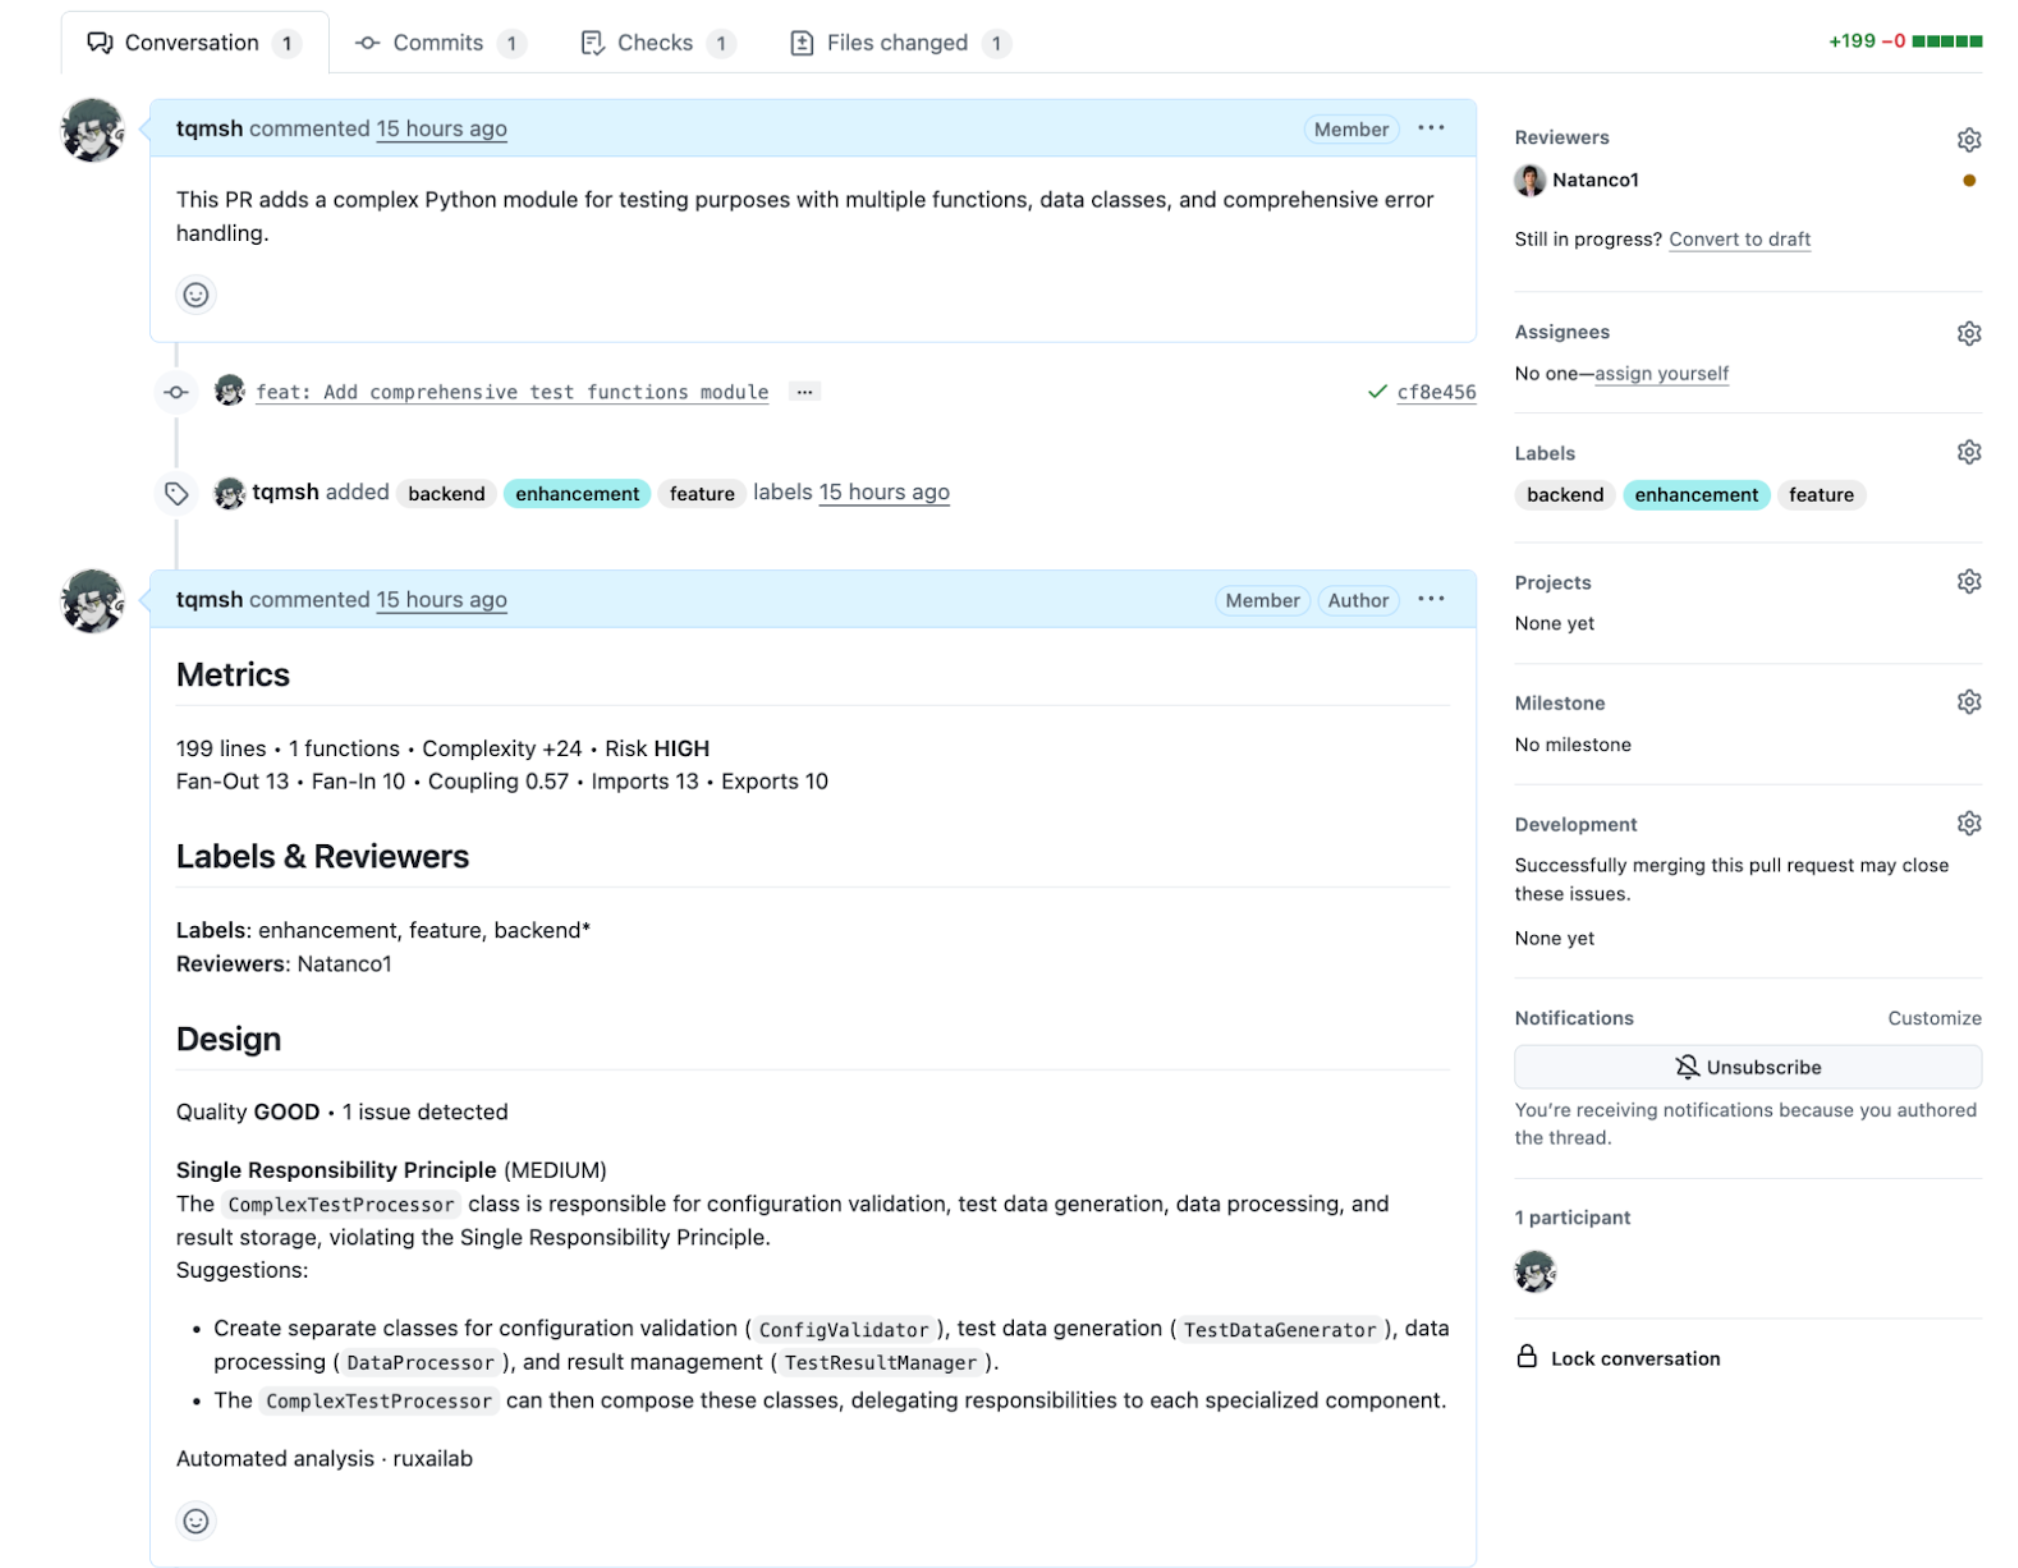 Conversation 1 Commits 1 Checks 1 Files changed 1 +199 −0
tqmsh commented 15 hours ago Member ···
This PR adds a complex Python module for testing purposes with multiple functions, data classes, and comprehensive error
handling.
feat: Add comprehensive test functions module ··· cf8e456
tqmsh added backend enhancement feature labels 15 hours ago
tqmsh commented 15 hours ago Member Author ···
Metrics
199 lines • 1 functions • Complexity +24 • Risk HIGH
Fan-Out 13 • Fan-In 10 • Coupling 0.57 • Imports 13 • Exports 10
Labels & Reviewers
Labels: enhancement, feature, backend*
Reviewers: Natanco1
Design
Quality GOOD • 1 issue detected
Single Responsibility Principle (MEDIUM)
The ComplexTestProcessor class is responsible for configuration validation, test data generation, data processing, and
result storage, violating the Single Responsibility Principle.
Suggestions:
• Create separate classes for configuration validation ( ConfigValidator ), test data generation ( TestDataGenerator ), data
processing ( DataProcessor ), and result management ( TestResultManager ).
• The ComplexTestProcessor can then compose these classes, delegating responsibilities to each specialized component.
Automated analysis · ruxailab
Reviewers
Natanco1
Still in progress? Convert to draft
Assignees
No one—assign yourself
Labels
backend enhancement feature
Projects
None yet
Milestone
No milestone
Development
Successfully merging this pull request may close
these issues.
None yet
Notifications Customize
Unsubscribe
You're receiving notifications because you authored
the thread.
1 participant
Lock conversation